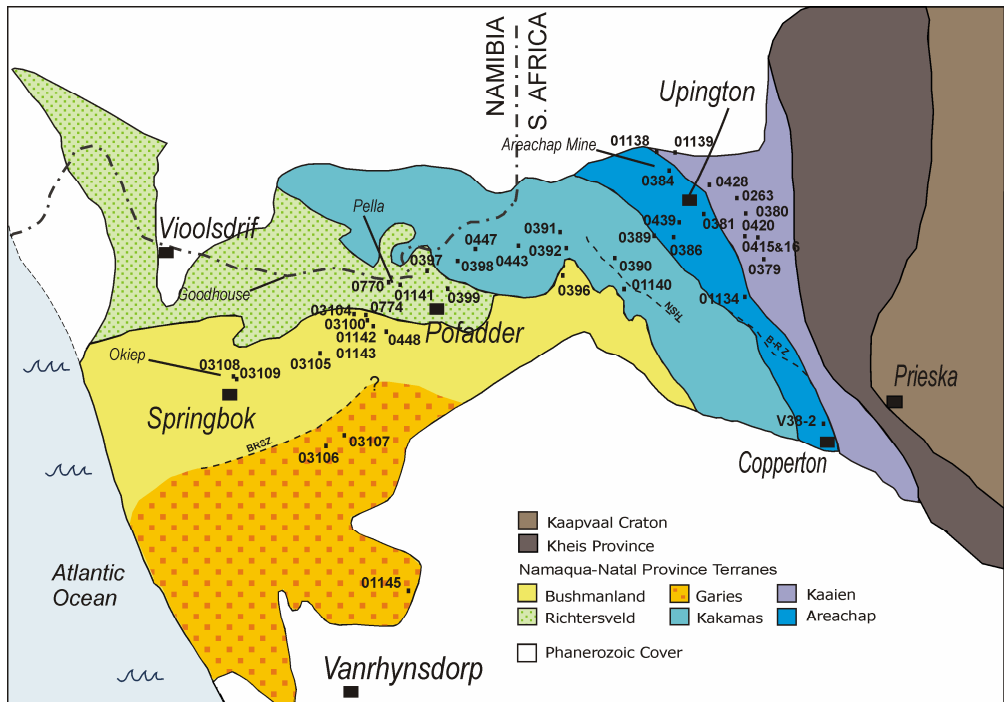 NAMIBIA
S. AFRICA
Upington
Areachap Mine
01138
01139
0384
0428
0263
0380
0381
0420
0415&16
0379
0439
0389
0386
0391
0392
0390
01140
0396
01134
NSH.
B-R Z
Pella
0447
0443
0398
0397
0399
Vioolsdrif
Goodhouse
0770
01141
0774
Pofadder
03104
03100
01142
0448
01143
03105
Okiep
03108
03109
Springbok
?
BRSZ
03107
03106
Prieska
V38-2
Copperton
Atlantic
Ocean
01145
Vanrhynsdorp
Kaapvaal Craton
Kheis Province
Namaqua-Natal Province Terranes
Bushmanland
Garies
Kaaien
Richtersveld
Kakamas
Areachap
Phanerozoic Cover